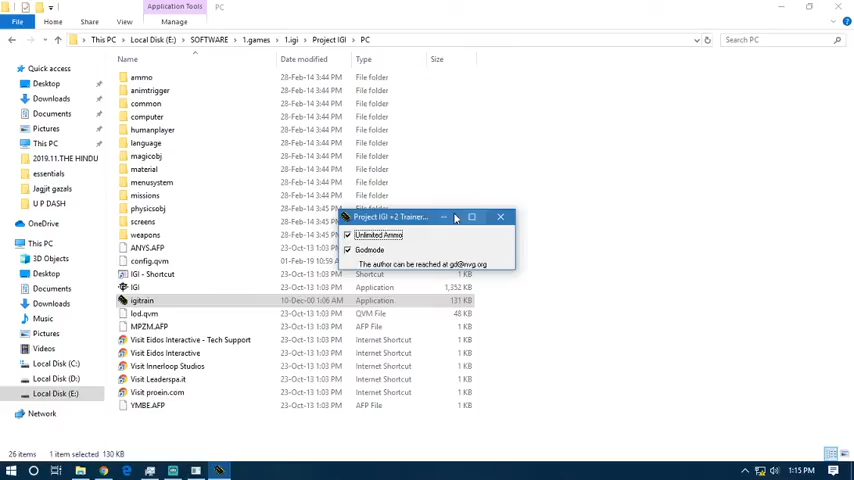 Application Tools PC
File Home Share View Manage
This PC > Local Disk (E:) > SOFTWARE > 1.games > 1.igi > Project IGI > PC Search PC
Name Date modified Type Size
Quick access
Desktop
Downloads
Documents
Pictures
This PC
2019.11.THE HINDU
essentials
Jagjit gazals
U P DASH
OneDrive
This PC
3D Objects
Desktop
Documents
Downloads
Music
Pictures
Videos
Local Disk (C:)
Local Disk (D:)
Local Disk (E:)
Network
ammo 28-Feb-14 3:44 PM File folder
animtrigger 28-Feb-14 3:44 PM File folder
common 28-Feb-14 3:44 PM File folder
computer 28-Feb-14 3:44 PM File folder
humanplayer 28-Feb-14 3:44 PM File folder
language 28-Feb-14 3:44 PM File folder
magicobj 28-Feb-14 3:44 PM File folder
material 28-Feb-14 3:44 PM File folder
menusystem 28-Feb-14 3:44 PM File folder
missions 28-Feb-14 3:44 PM File folder
physicsobj 28-Feb-14 3:45
screens 28-Feb-14 3:45
weapons 28-Feb-14 3:45
ANYS.AFP 23-Oct-13 1:03
config.qvm 01-Feb-19 10:59
IGI - Shortcut 23-Oct-13 1:03 PM Shortcut 1 KB
IGI 23-Oct-13 1:03 PM Application 1,352 KB
igitrain 10-Dec-00 1:06 AM Application 131 KB
lod.qvm 23-Oct-13 1:03 PM QVM File 48 KB
MPZM.AFP 23-Oct-13 1:03 PM AFP File 1 KB
Visit Eidos Interactive - Tech Support 23-Oct-13 1:03 PM Internet Shortcut 1 KB
Visit Eidos Interactive 23-Oct-13 1:03 PM Internet Shortcut 1 KB
Visit Innerloop Studios 23-Oct-13 1:03 PM Internet Shortcut 1 KB
Visit Leaderspa.it 23-Oct-13 1:03 PM Internet Shortcut 1 KB
Visit proein.com 23-Oct-13 1:03 PM Internet Shortcut 1 KB
YMBE.AFP 23-Oct-13 1:03 PM AFP File 1 KB
Project IGI +2 Trainer...
Unlimited Ammo
Godmode
The author can be reached at gd@nvg.org
26 items 1 item selected 130 KB
1:15 PM